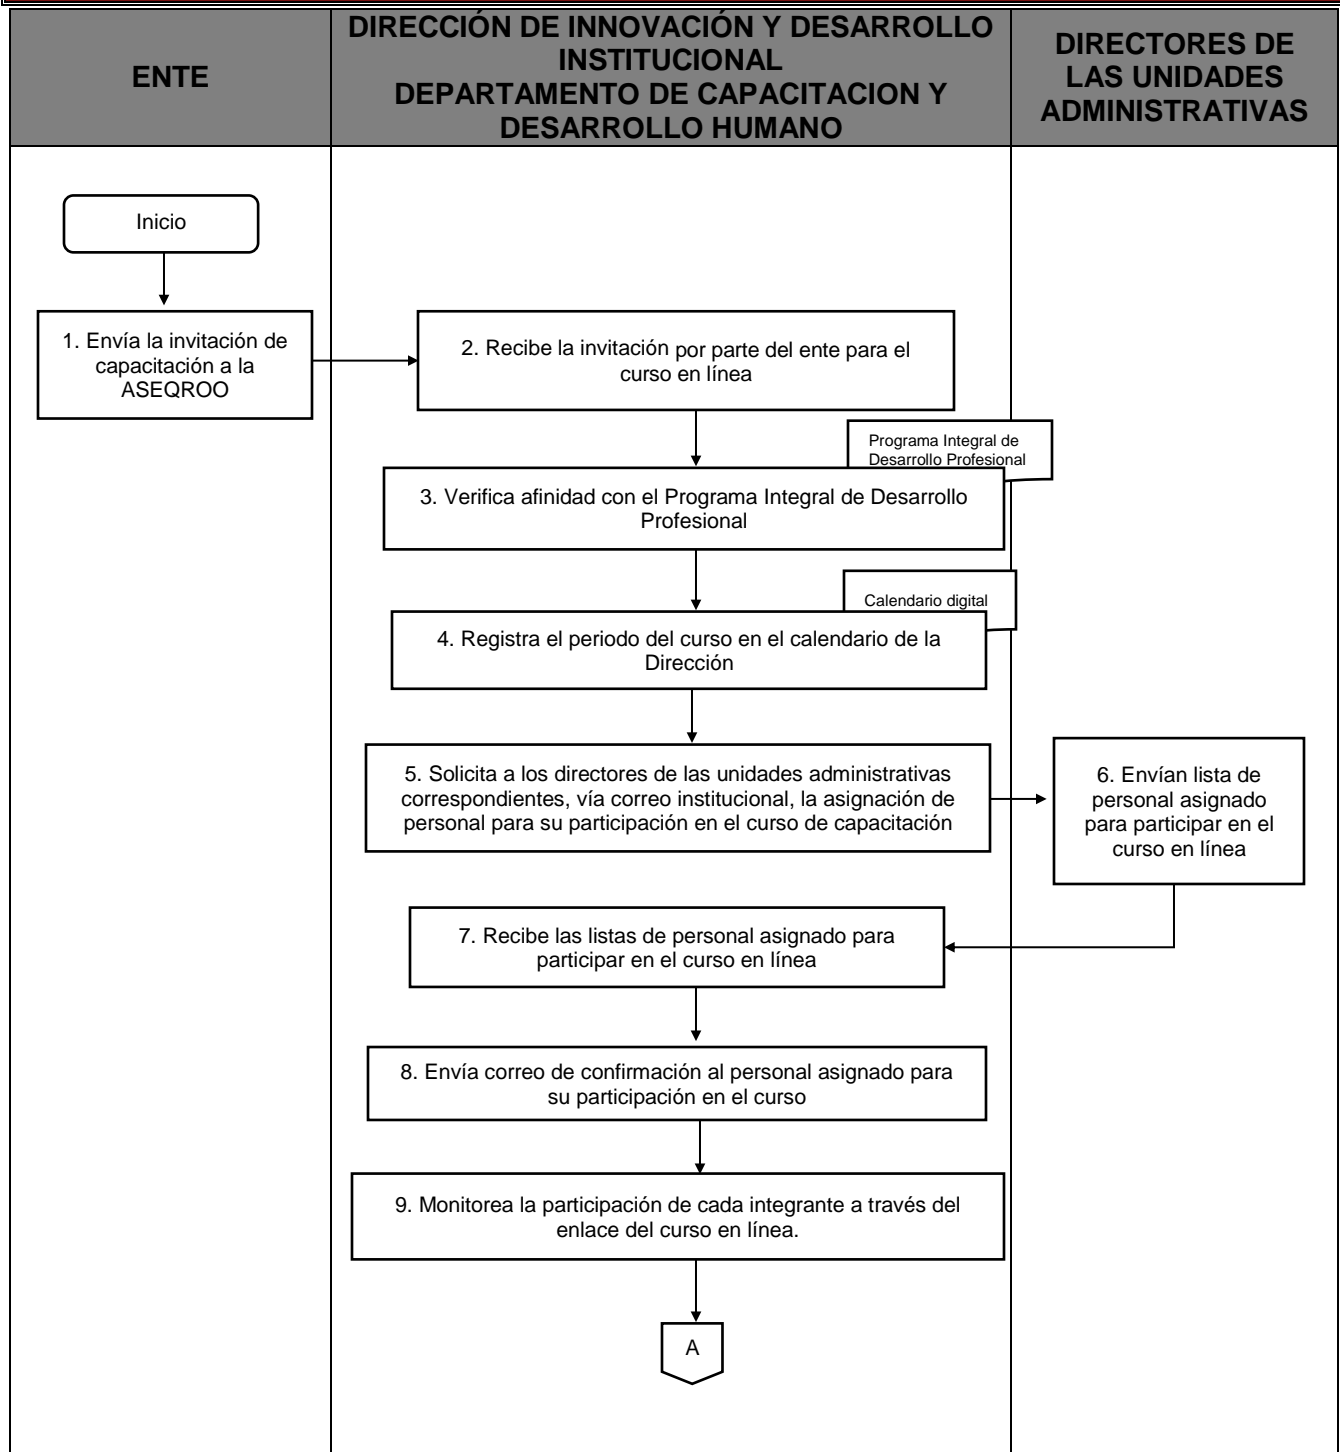 ENTE
DIRECCIÓN DE INNOVACIÓN Y DESARROLLO
INSTITUCIONAL
DEPARTAMENTO DE CAPACITACION Y
DESARROLLO HUMANO
DIRECTORES DE
LAS UNIDADES
ADMINISTRATIVAS
Inicio
1. Envía la invitación de
capacitación a la
ASEQROO
2. Recibe la invitación por parte del ente para el
curso en línea
Programa Integral de
Desarrollo Profesional
3. Verifica afinidad con el Programa Integral de Desarrollo
Profesional
Calendario digital
4. Registra el periodo del curso en el calendario de la
Dirección
5. Solicita a los directores de las unidades administrativas
correspondientes, vía correo institucional, la asignación de
personal para su participación en el curso de capacitación
6. Envían lista de
personal asignado
para participar en el
curso en línea
7. Recibe las listas de personal asignado para
participar en el curso en línea
8. Envía correo de confirmación al personal asignado para
su participación en el curso
9. Monitorea la participación de cada integrante a través del
enlace del curso en línea.
A